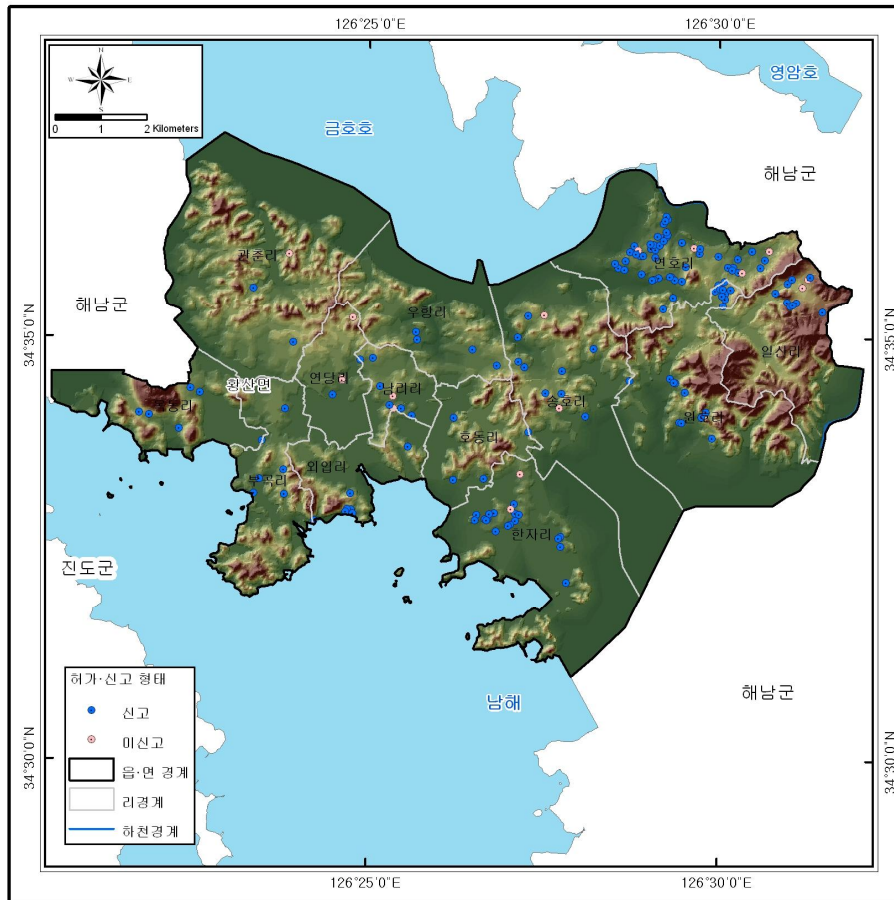 126°25'0"E
126°30'0"E
N
W
E
S
0 1 2 Kilometers
영암호
금호호
해남군
관춘리
연호리
해남군
우항리
34°35'0"N
34°35'0"N
일신리
황산면
연당리
남리리
송호리
원호리
호동리
외입리
부곡리
한자리
진도군
허가·신고 형태
신고
미신고
읍·면 경계
리경계
하천경계
남해
해남군
34°30'0"N
34°30'0"N
126°25'0"E
126°30'0"E